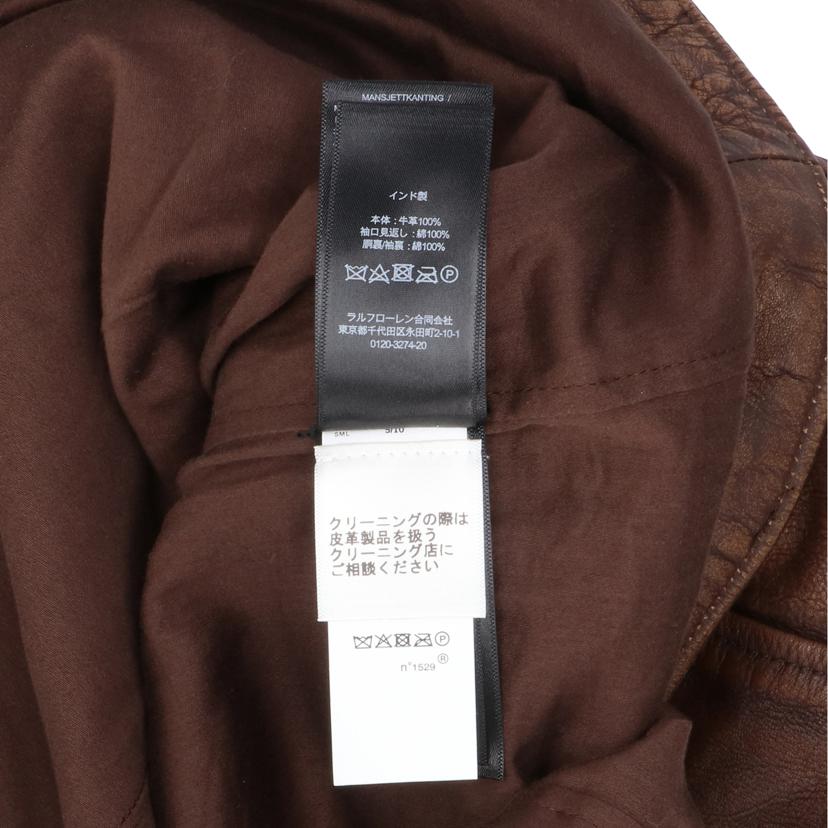 MANSJETTKANTING /
インド製
本体 : 牛革100%
袖口見返し : 綿100%
胴裏/袖裏 : 綿100%
P
ラルフローレン合同会社
東京都千代田区永田町2-10-1
0120-3274-20
SML 5/10
クリーニングの際は
皮革製品を扱う
クリーニング店に
ご相談ください
P
n°1529 ®